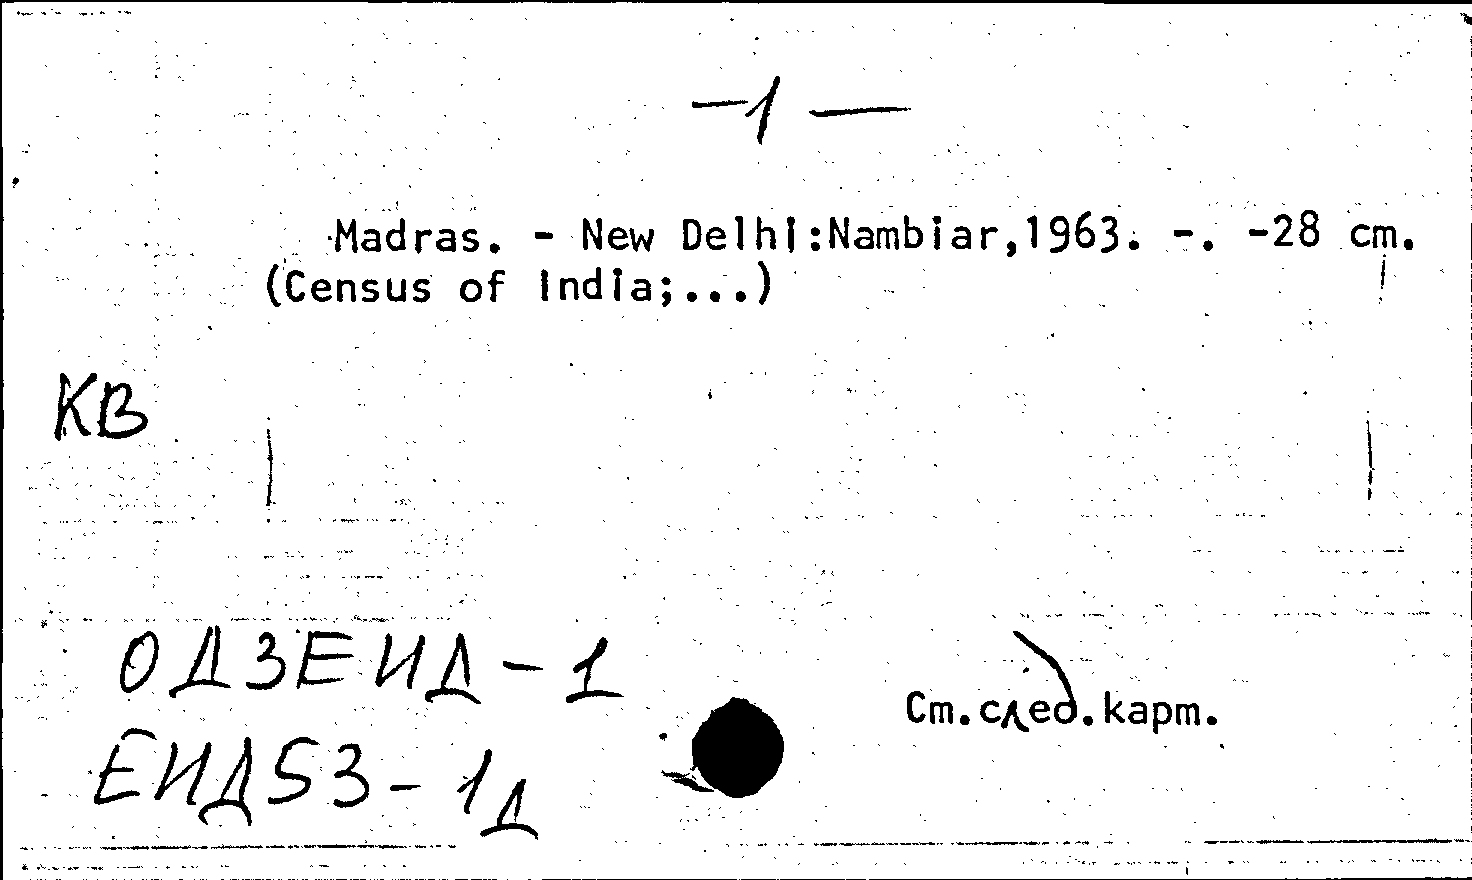 -1-
Madras. - New Delhi:Nambiar,1963. -. -28 cm.
(Census of India;...)
КВ
ОДЗЕИД-1
См.след.карт.
ЕИД53-1д